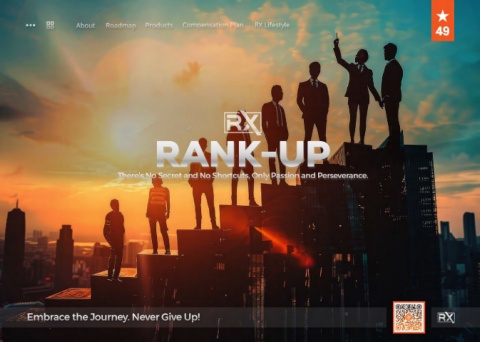 About Roadmap Products Compensation Plan RX Lifestyle
49
RX
RANK-UP
There's No Secret and No Shortcuts, Only Passion and Perseverance.
Embrace the Journey. Never Give Up!
RX